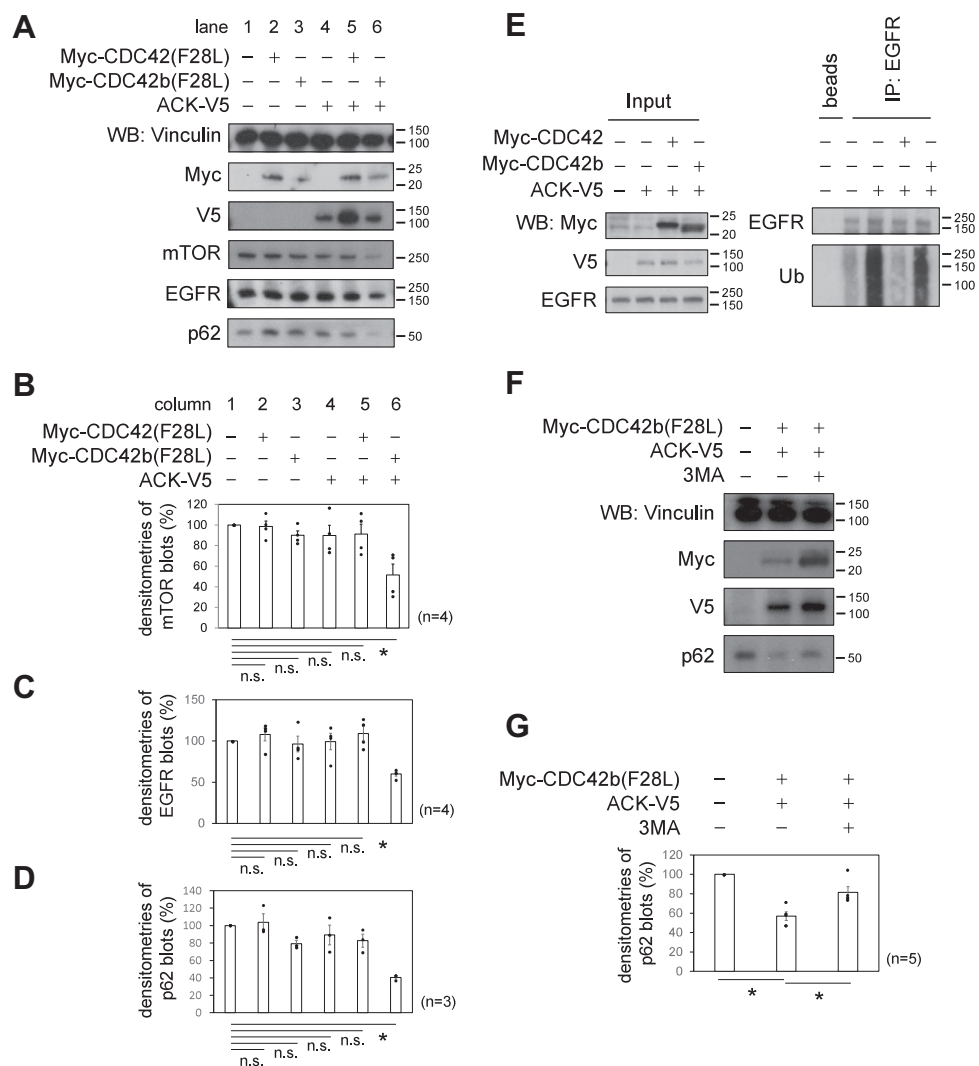 A
lane 1 2 3 4 5 6
Myc-CDC42(F28L) – + – – + –
Myc-CDC42b(F28L) – – + – – +
ACK-V5 – – – + + +
WB: Vinculin 150
100
Myc 25
20
V5 150
100
mTOR 250
EGFR 250
150
p62 50
B
column 1 2 3 4 5 6
Myc-CDC42(F28L) – + – – + –
Myc-CDC42b(F28L) – – + – – +
ACK-V5 – – – + + +
densitometries of
mTOR blots (%)
120
100
80
60
40
20
0
(n=4)
n.s. n.s. n.s. n.s. *
C
densitometries of
EGFR blots (%)
150
100
50
0
(n=4)
n.s. n.s. n.s. n.s. *
D
densitometries of
p62 blots (%)
140
120
100
80
60
40
20
0
(n=3)
n.s. n.s. n.s. n.s. *
E
Input
beads
IP: EGFR
Myc-CDC42 – – + – – – – + –
Myc-CDC42b – – – + – – – – +
ACK-V5 – + + + – – + + +
WB: Myc 25
20
V5 150
100
EGFR 250
150
EGFR 250
150
Ub 250
150
100
F
Myc-CDC42b(F28L) – + +
ACK-V5 – + +
3MA – – +
WB: Vinculin 150
100
Myc 25
20
V5 150
100
p62 50
G
Myc-CDC42b(F28L) – + +
ACK-V5 – + +
3MA – – +
densitometries of
p62 blots (%)
120
100
80
60
40
20
0
(n=5)
* *